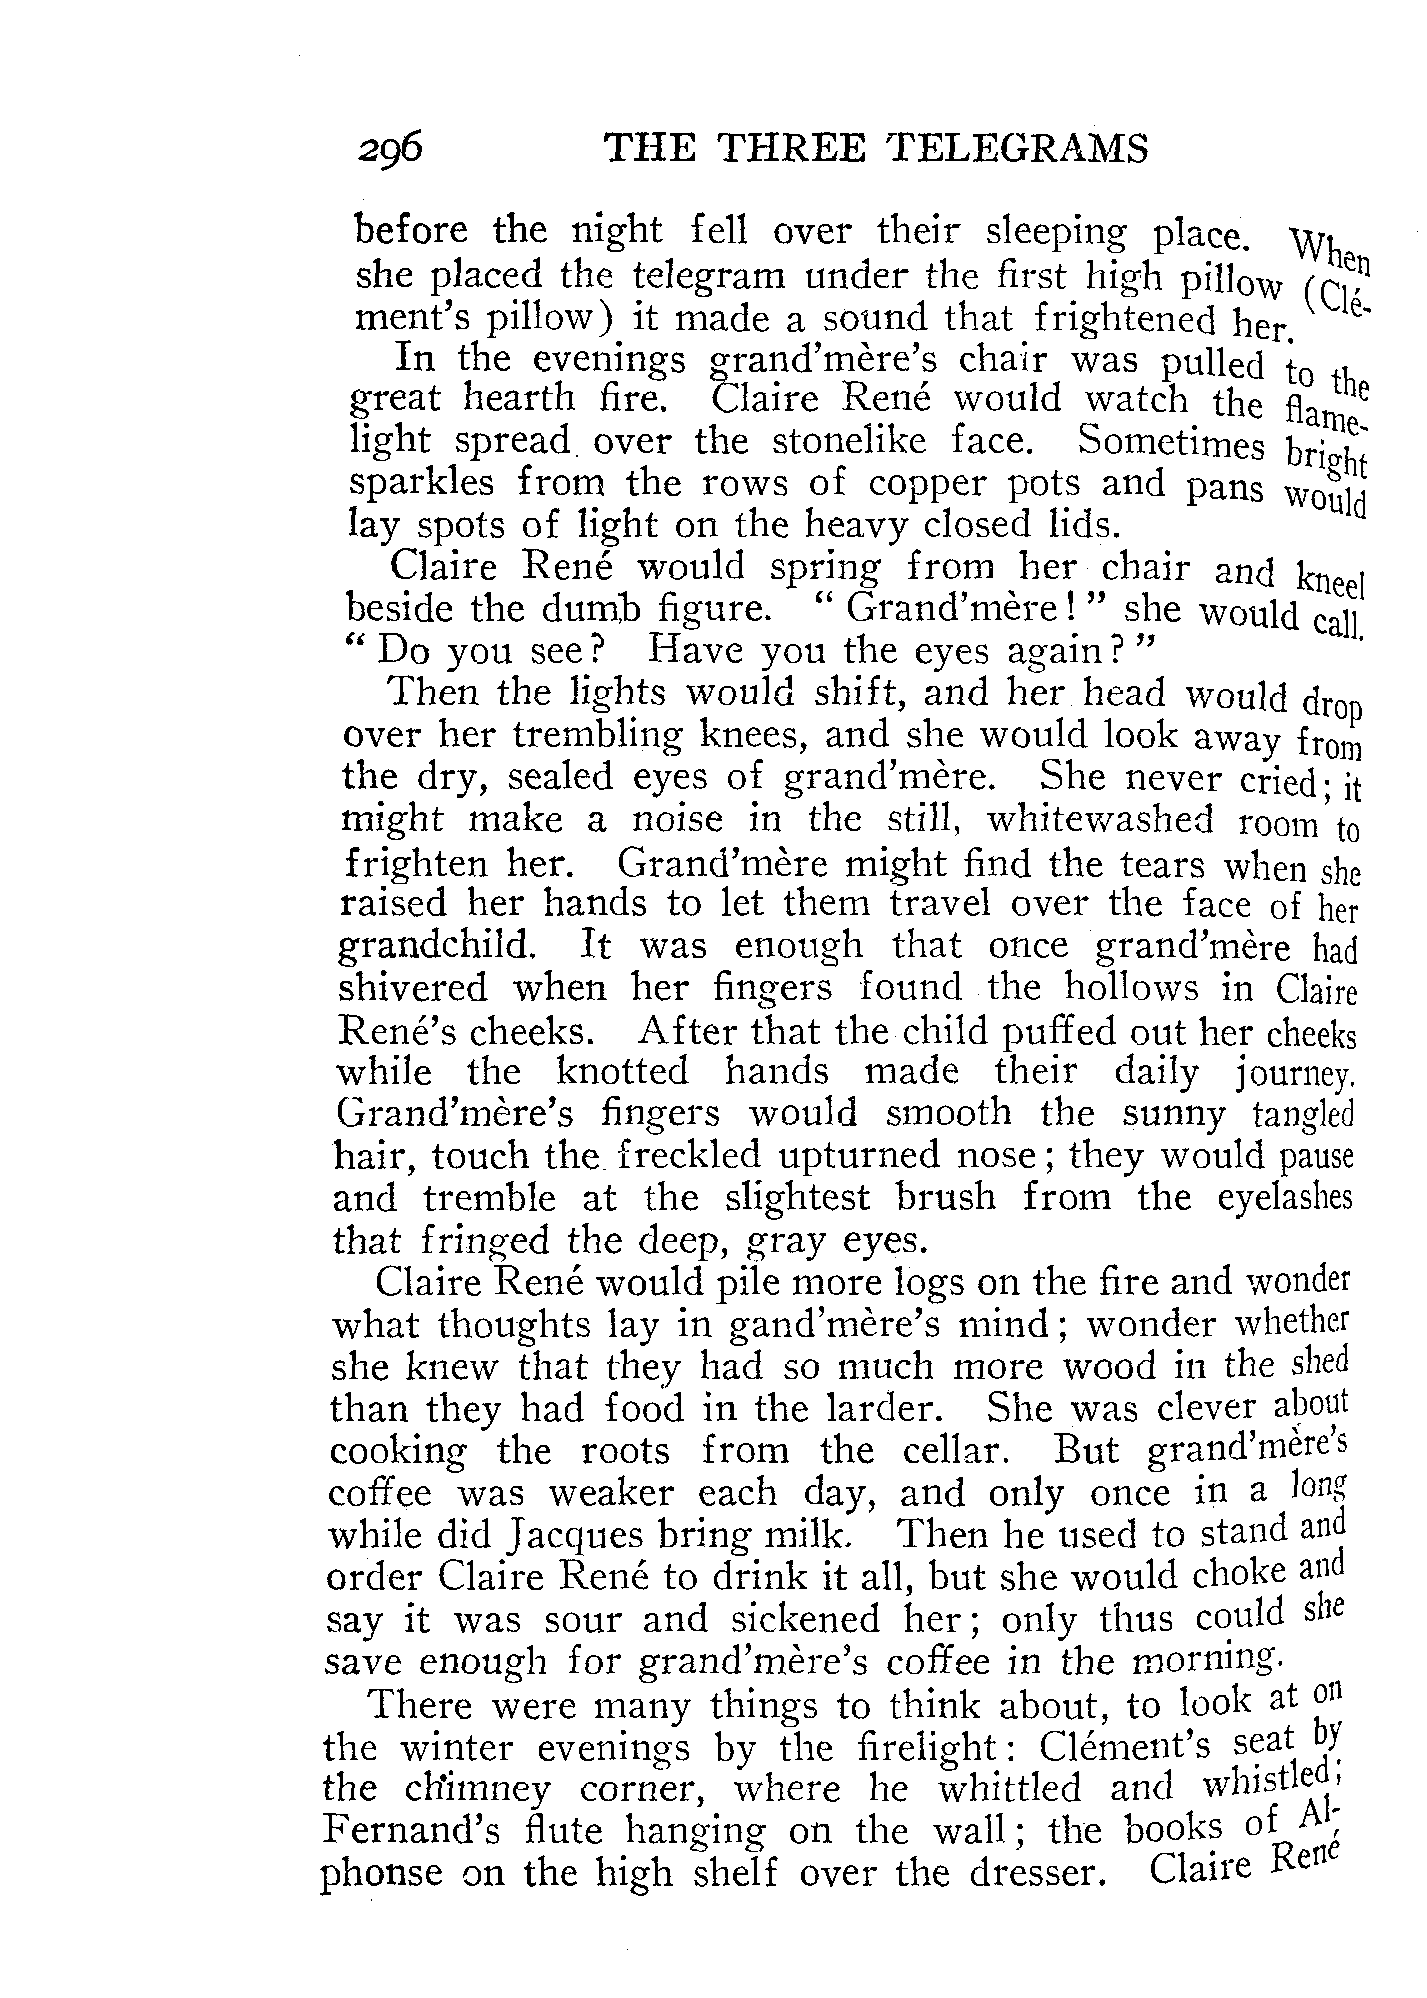 296 THE THREE TELEGRAMS
before the night fell over their sleeping place. When
she placed the telegram under the first high pillow (Clé-
ment's pillow) it made a sound that frightened her.
In the evenings grand'mère's chair was pulled to the
great hearth fire. Claire René would watch the flame-
light spread over the stonelike face. Sometimes bright
sparkles from the rows of copper pots and pans would
lay spots of light on the heavy closed lids.
Claire René would spring from her chair and kneel
beside the dumb figure. " Grand'mère! " she would call.
" Do you see? Have you the eyes again? "
Then the lights would shift, and her head would drop
over her trembling knees, and she would look away from
the dry, sealed eyes of grand'mère. She never cried; it
might make a noise in the still, whitewashed room to
frighten her. Grand'mère might find the tears when she
raised her hands to let them travel over the face of her
grandchild. It was enough that once grand'mère had
shivered when her fingers found the hollows in Claire
René's cheeks. After that the child puffed out her cheeks
while the knotted hands made their daily journey.
Grand'mère's fingers would smooth the sunny tangled
hair, touch the freckled upturned nose; they would pause
and tremble at the slightest brush from the eyelashes
that fringed the deep, gray eyes.
Claire René would pile more logs on the fire and wonder
what thoughts lay in gand'mère's mind; wonder whether
she knew that they had so much more wood in the shed
than they had food in the larder. She was clever about
cooking the roots from the cellar. But grand'mère's
coffee was weaker each day, and only once in a long
while did Jacques bring milk. Then he used to stand and
order Claire René to drink it all, but she would choke and
say it was sour and sickened her; only thus could she
save enough for grand'mère's coffee in the morning.
There were many things to think about, to look at on
the winter evenings by the firelight: Clément's seat by
the chimney corner, where he whittled and whistled;
Fernand's flute hanging on the wall; the books of Al-
phonse on the high shelf over the dresser. Claire René